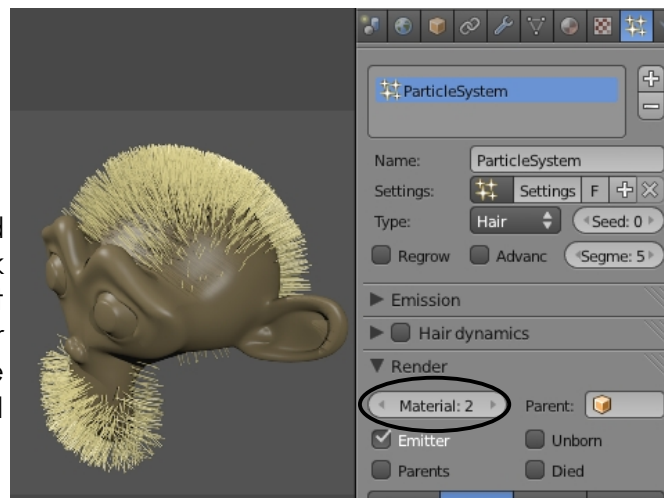 ParticleSystem
Name: ParticleSystem
Settings: Settings F
Type: Hair Seed: 0
Regrow Advanc Segme: 5
Emission
Hair dynamics
Render
Material: 2 Parent:
Emitter Unborn
Parents Died